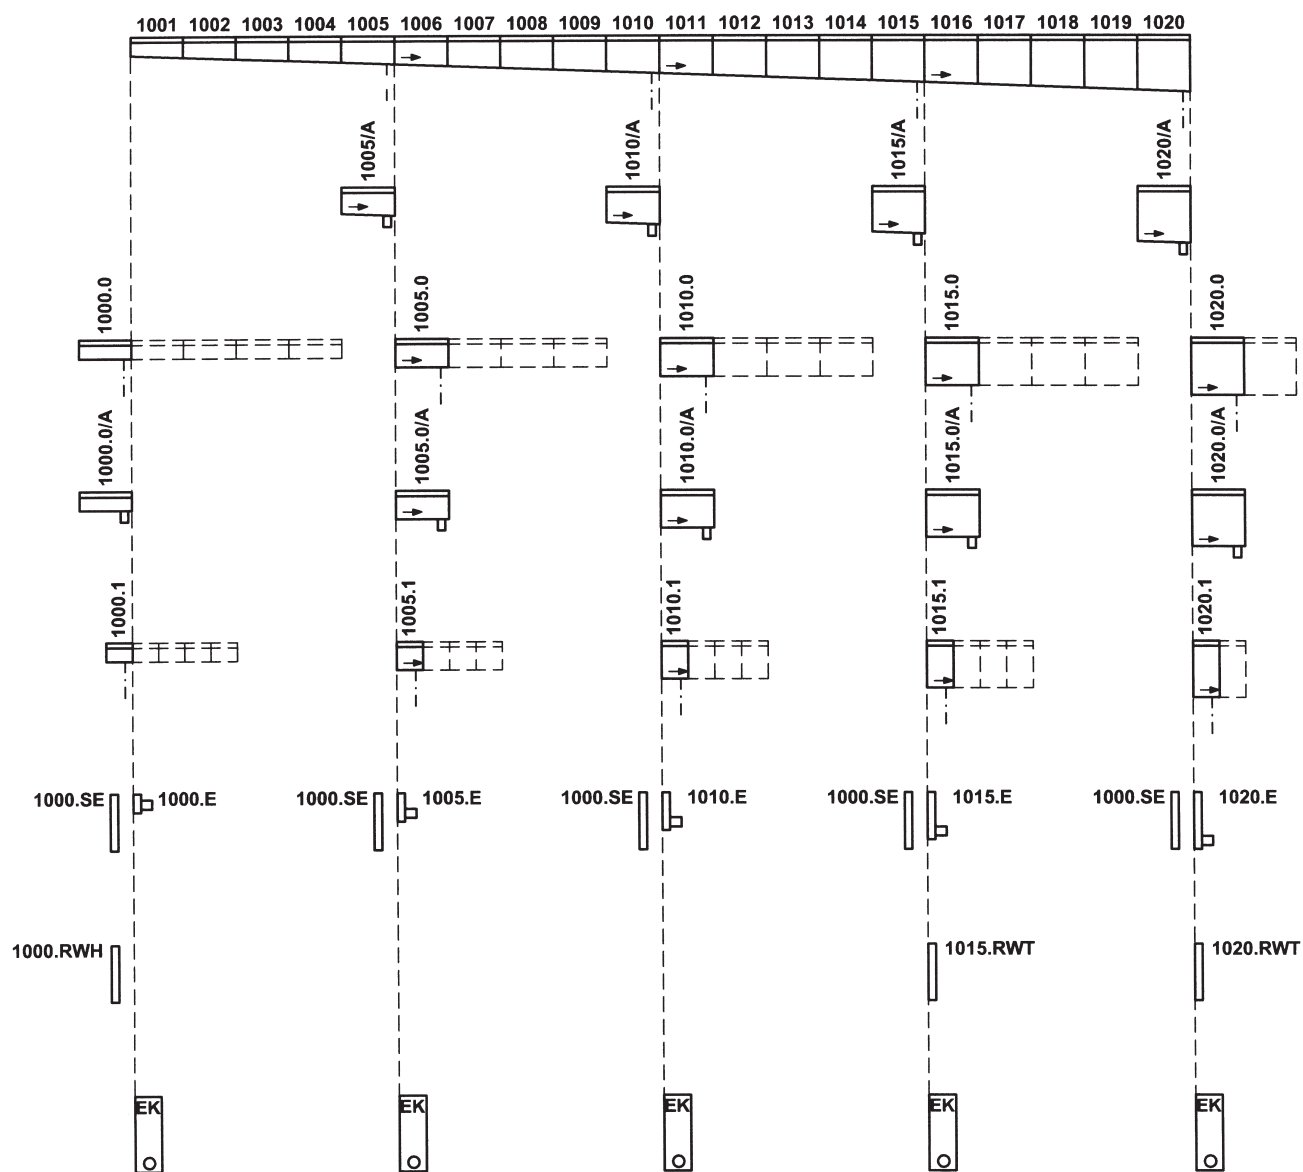 1001 1002 1003 1004 1005 1006 1007 1008 1009 1010 1011 1012 1013 1014 1015 1016 1017 1018 1019 1020
1005/A 1010/A 1015/A 1020/A
1000.0 1005.0 1010.0 1015.0 1020.0
1000.0/A 1005.0/A 1010.0/A 1015.0/A 1020.0/A
1000.1 1005.1 1010.1 1015.1 1020.1
1000.SE 1000.E 1000.SE 1005.E 1000.SE 1010.E 1000.SE 1015.E 1000.SE 1020.E
1000.RWH 1015.RWT 1020.RWT
EK EK EK EK EK